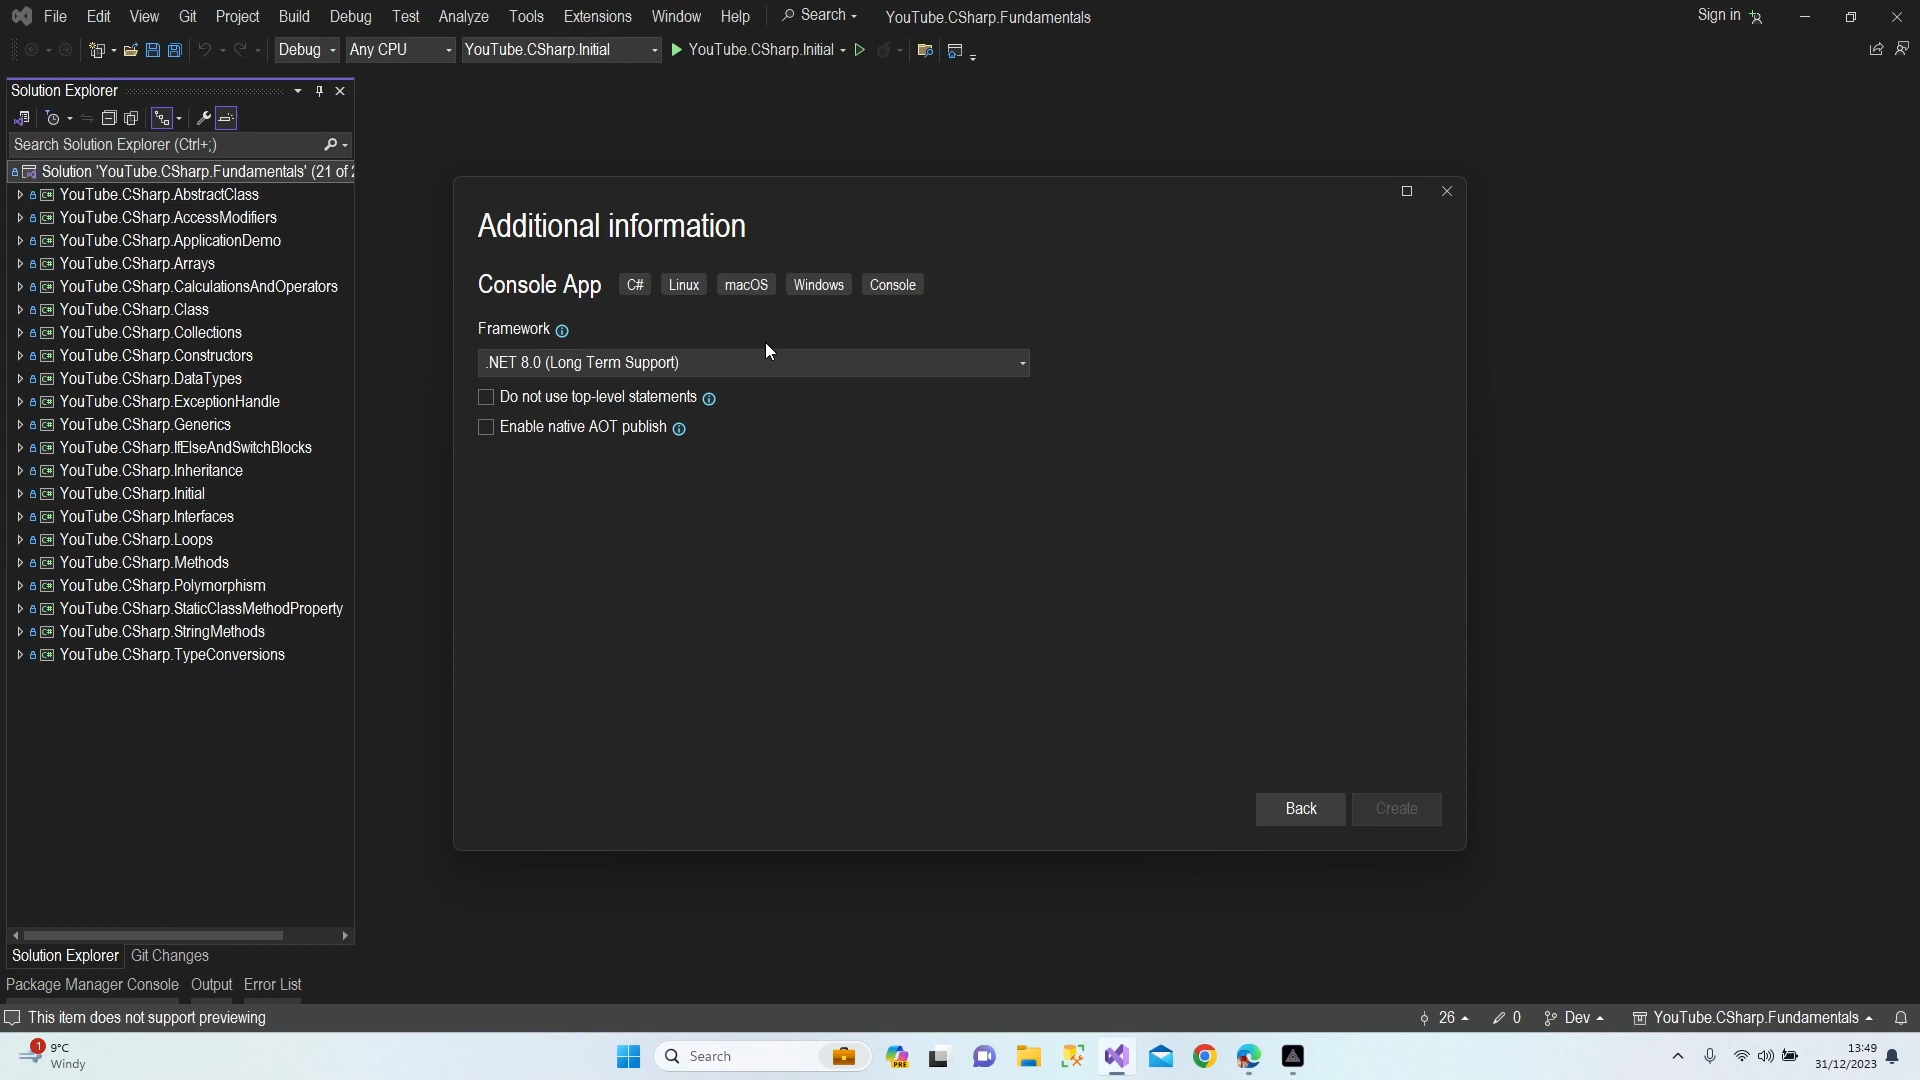 File Edit View Git Project Build Debug Test Analyze Tools Extensions Window Help Search YouTube.CSharp.Fundamentals Sign in
Debug Any CPU YouTube.CSharp.Initial YouTube.CSharp.Initial
Solution Explorer
Search Solution Explorer (Ctrl+;)
Solution 'YouTube.CSharp.Fundamentals' (21 of 2
C# YouTube.CSharp.AbstractClass
C# YouTube.CSharp.AccessModifiers
C# YouTube.CSharp.ApplicationDemo
C# YouTube.CSharp.Arrays
C# YouTube.CSharp.CalculationsAndOperators
C# YouTube.CSharp.Class
C# YouTube.CSharp.Collections
C# YouTube.CSharp.Constructors
C# YouTube.CSharp.DataTypes
C# YouTube.CSharp.ExceptionHandle
C# YouTube.CSharp.Generics
C# YouTube.CSharp.IfElseAndSwitchBlocks
C# YouTube.CSharp.Inheritance
C# YouTube.CSharp.Initial
C# YouTube.CSharp.Interfaces
C# YouTube.CSharp.Loops
C# YouTube.CSharp.Methods
C# YouTube.CSharp.Polymorphism
C# YouTube.CSharp.StaticClassMethodProperty
C# YouTube.CSharp.StringMethods
C# YouTube.CSharp.TypeConversions
Additional information
Console App C# Linux macOS Windows Console
Framework
.NET 8.0 (Long Term Support)
Do not use top-level statements
Enable native AOT publish
Back Create
Solution Explorer Git Changes
Package Manager Console Output Error List
This item does not support previewing 26 0 Dev YouTube.CSharp.Fundamentals
1 9°C
Windy
Search
PRE
13:49
31/12/2023